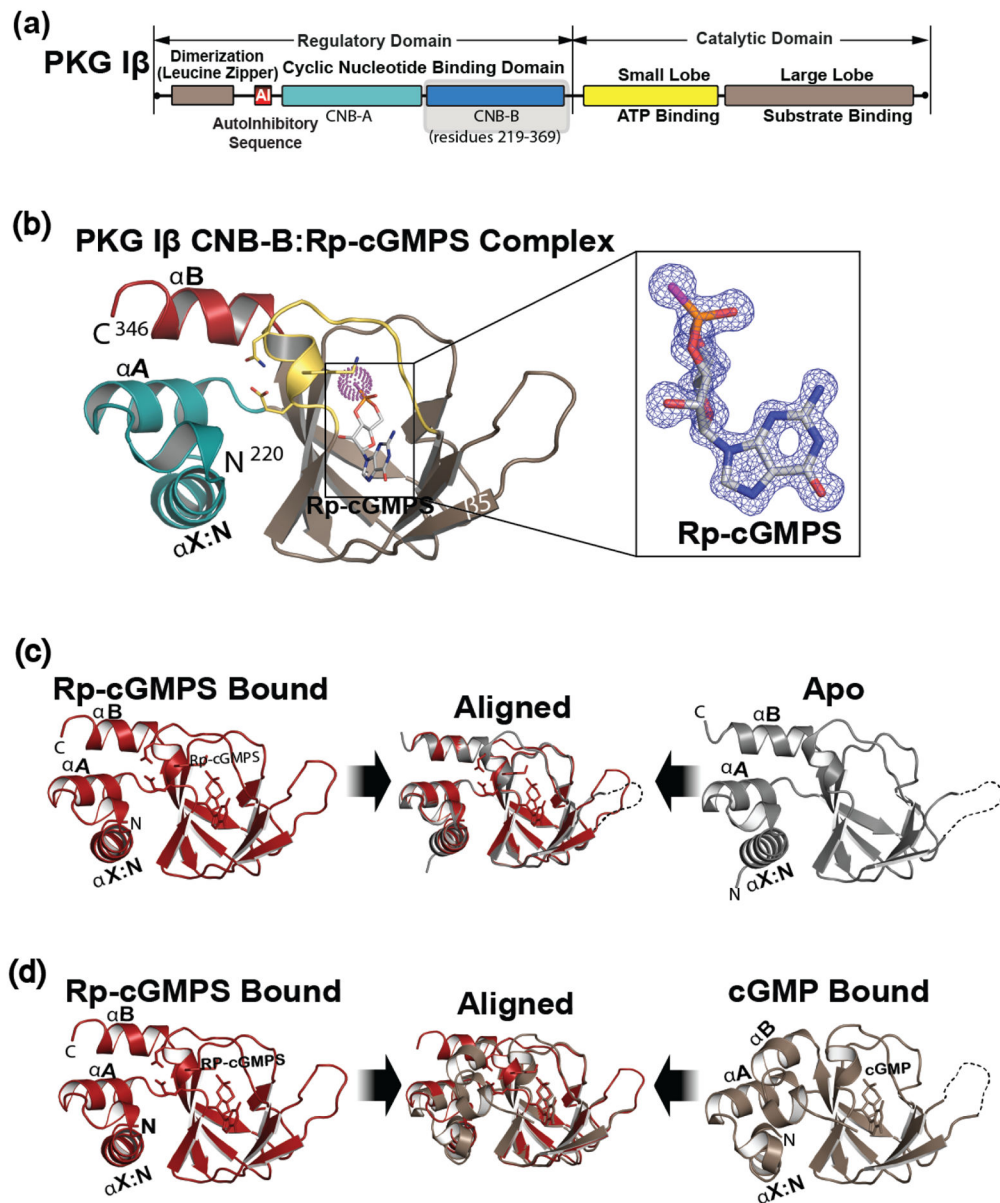 (a)
Regulatory Domain
Catalytic Domain
PKG Iβ
Dimerization
(Leucine Zipper)
Cyclic Nucleotide Binding Domain
Small Lobe
Large Lobe
AI
AutoInhibitory
Sequence
CNB-A
CNB-B
(residues 219-369)
ATP Binding
Substrate Binding
(b)
PKG Iβ CNB-B:Rp-cGMPS Complex
αB
C 346
αA
N 220
αX:N
Rp-cGMPS
β5
Rp-cGMPS
(c)
Rp-cGMPS Bound
Aligned
Apo
αB
C
αA
Rp-cGMPS
N
αX:N
C
αB
αA
N
αX:N
(d)
Rp-cGMPS Bound
Aligned
cGMP Bound
αB
C
αA
RP-cGMPS
N
αX:N
αB
αA
cGMP
N
αX:N